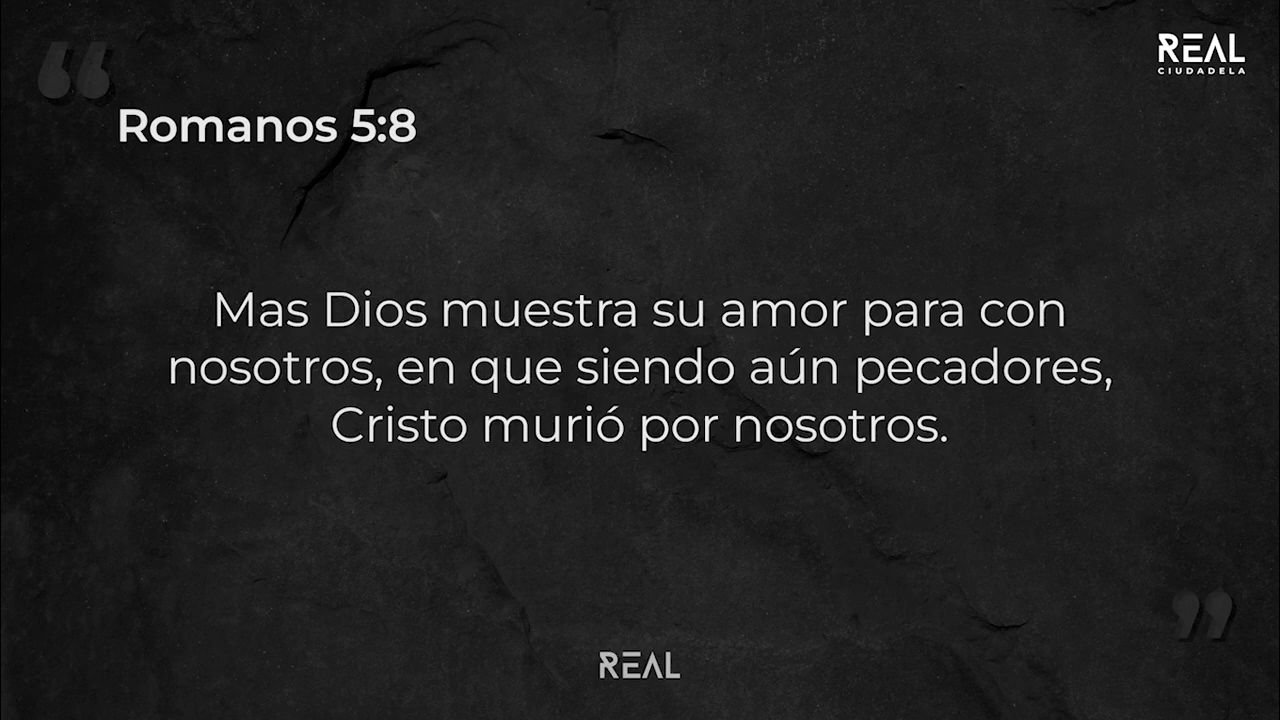 “
REAL
CIUDADELA
Romanos 5:8
Mas Dios muestra su amor para con
nosotros, en que siendo aún pecadores,
Cristo murió por nosotros.
”
REAL